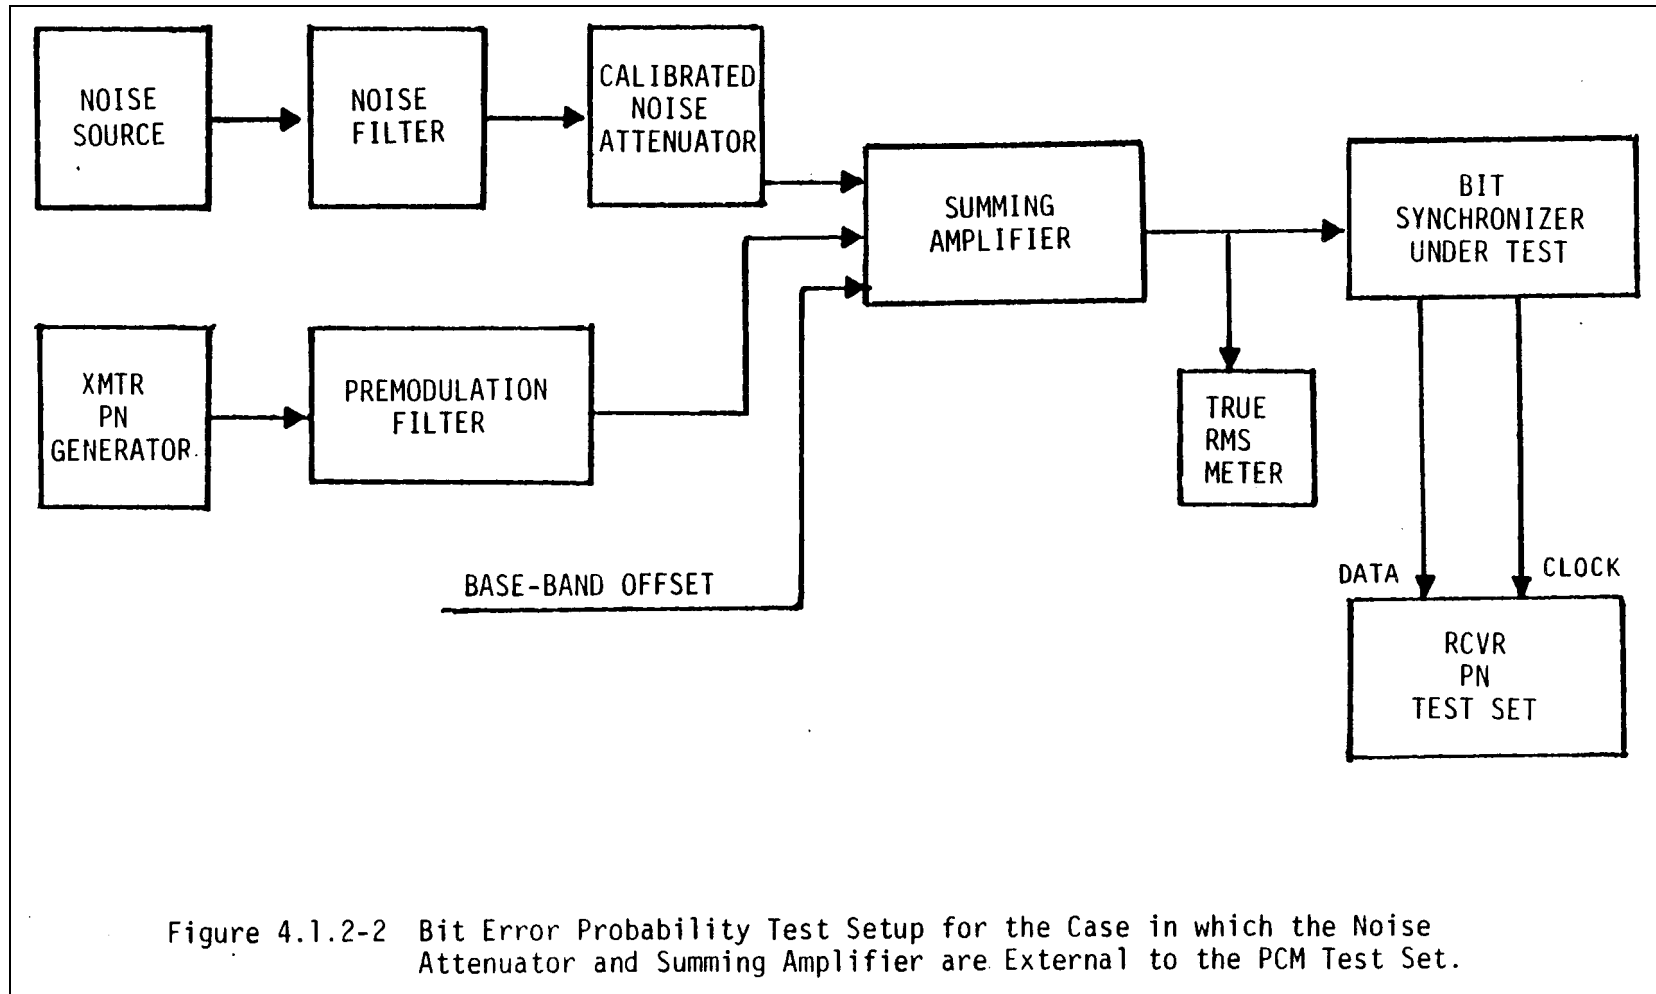 NOISE
SOURCE
NOISE
FILTER
CALIBRATED
NOISE
ATTENUATOR
SUMMING
AMPLIFIER
BIT
SYNCHRONIZER
UNDER TEST
XMTR
PN
GENERATOR
PREMODULATION
FILTER
TRUE
RMS
METER
BASE-BAND OFFSET
DATA
CLOCK
RCVR
PN
TEST SET
Figure 4.1.2-2 Bit Error Probability Test Setup for the Case in which the Noise
Attenuator and Summing Amplifier are External to the PCM Test Set.